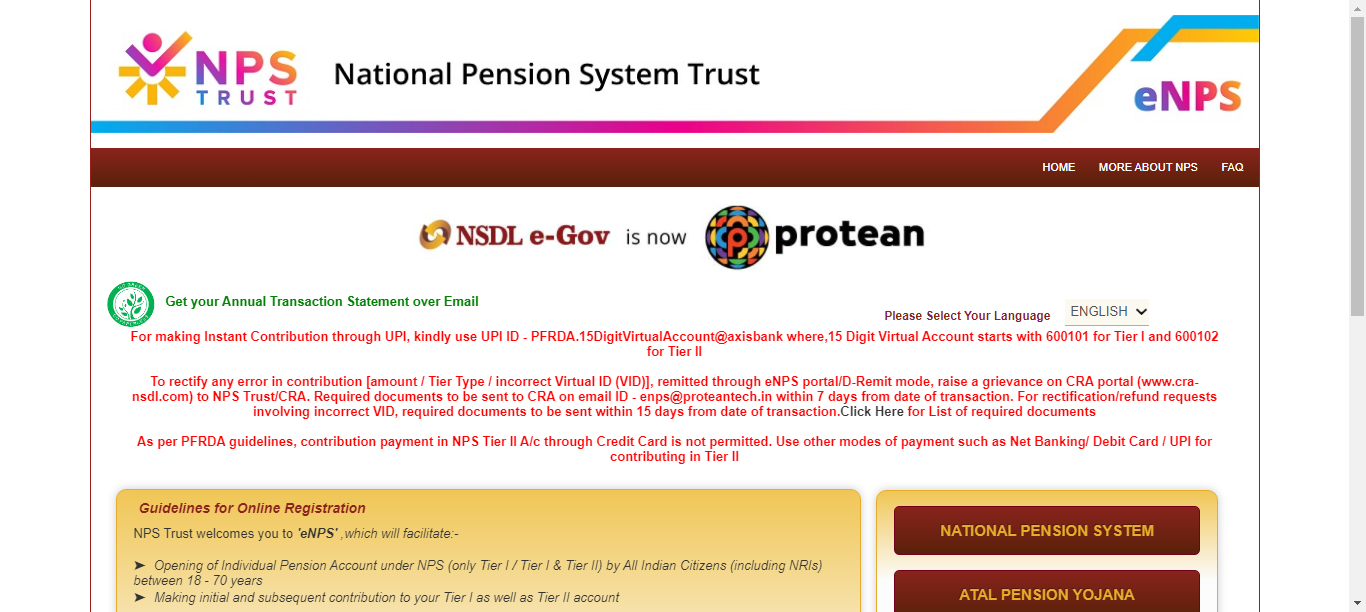 NPS
TRUST
National Pension System Trust
eNPS
HOME MORE ABOUT NPS FAQ
NSDL e-Gov is now protean
Get your Annual Transaction Statement over Email
Please Select Your Language ENGLISH
For making Instant Contribution through UPI, kindly use UPI ID - PFRDA.15DigitVirtualAccount@axisbank where,15 Digit Virtual Account starts with 600101 for Tier I and 600102
for Tier II
To rectify any error in contribution [amount / Tier Type / incorrect Virtual ID (VID)], remitted through eNPS portal/D-Remit mode, raise a grievance on CRA portal (www.cra-
nsdl.com) to NPS Trust/CRA. Required documents to be sent to CRA on email ID - enps@proteantech.in within 7 days from date of transaction. For rectification/refund requests
involving incorrect VID, required documents to be sent within 15 days from date of transaction.Click Here for List of required documents
As per PFRDA guidelines, contribution payment in NPS Tier II A/c through Credit Card is not permitted. Use other modes of payment such as Net Banking/ Debit Card / UPI for
contributing in Tier II
Guidelines for Online Registration
NPS Trust welcomes you to 'eNPS' ,which will facilitate:-
➤ Opening of Individual Pension Account under NPS (only Tier I / Tier I & Tier II) by All Indian Citizens (including NRIs)
between 18 - 70 years
➤ Making initial and subsequent contribution to your Tier I as well as Tier II account
NATIONAL PENSION SYSTEM
ATAL PENSION YOJANA